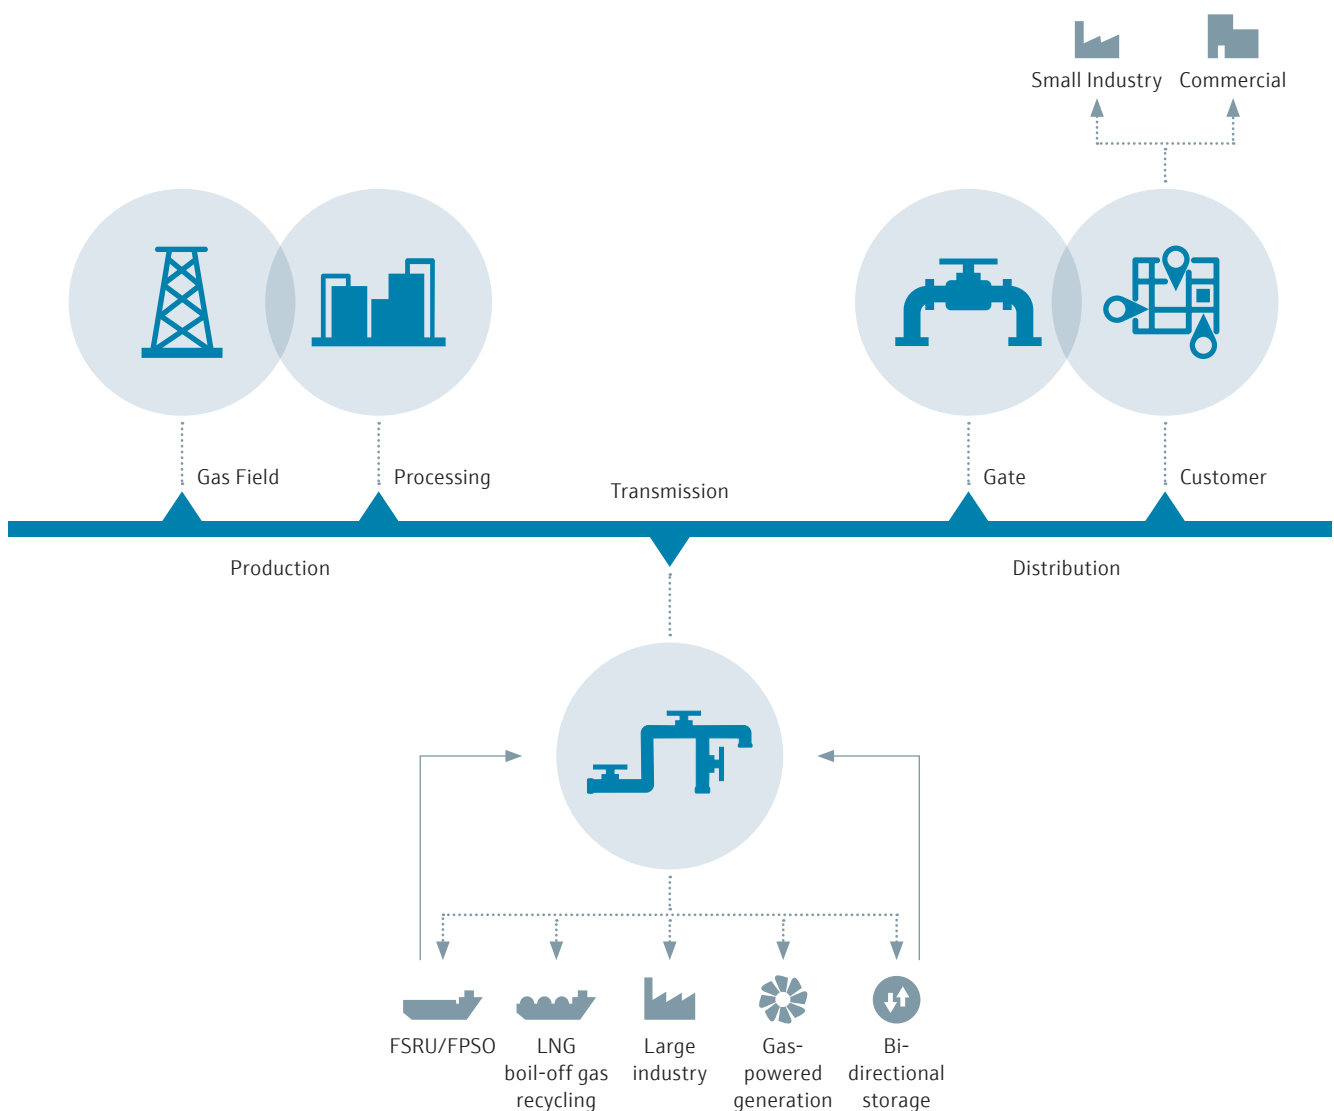 Small Industry
Commercial
Gas Field
Processing
Transmission
Gate
Customer
Production
Distribution
FSRU/FPSO
LNG
boil-off gas
recycling
Large
industry
Gas-
powered
generation
Bi-
directional
storage